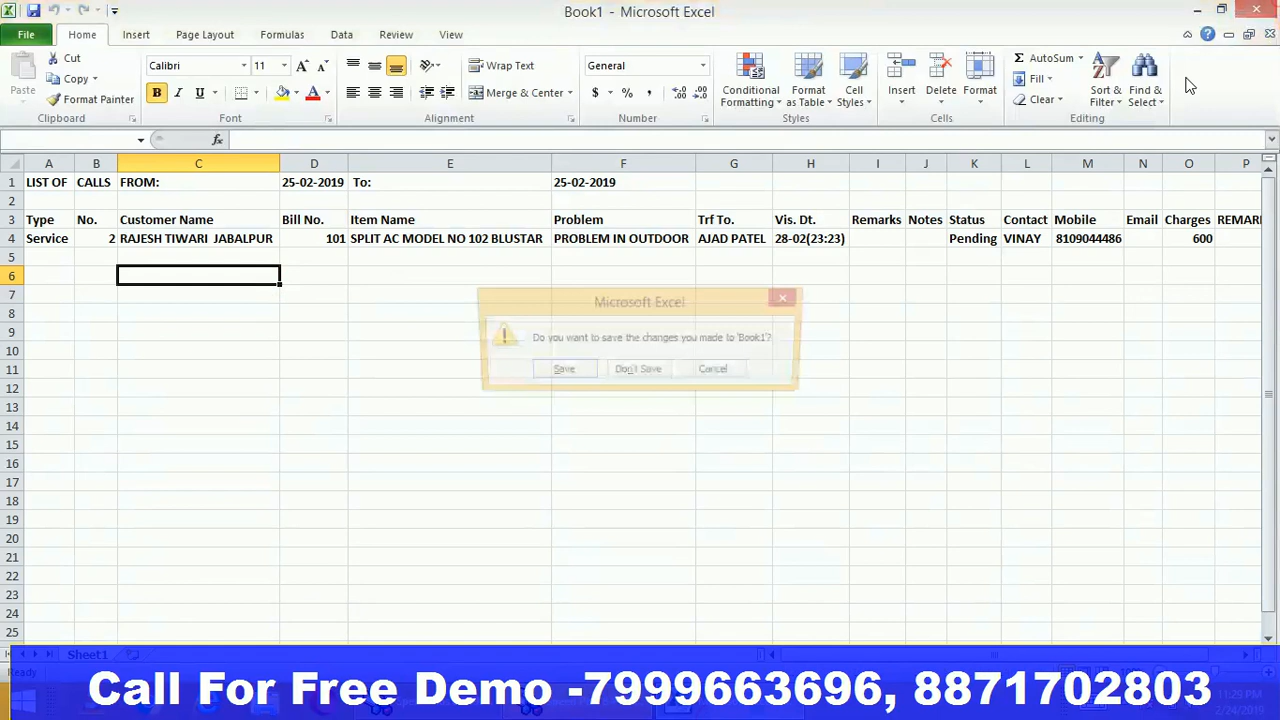 Book1 - Microsoft Excel
File Home Insert Page Layout Formulas Data Review View
Cut
Copy
Format Painter
Paste
Clipboard
Calibri 11
B I U
Font
Wrap Text
Merge & Center
Alignment
General
$ % ,
Number
Conditional Formatting
Format as Table
Cell Styles
Styles
Insert Delete Format
Cells
AutoSum
Fill
Clear
Sort & Filter
Find & Select
Editing
fx
A B C D E F G H I J K L M N O P
1 LIST OF CALLS FROM: 25-02-2019 To: 25-02-2019
2
3 Type No. Customer Name Bill No. Item Name Problem Trf To. Vis. Dt. Remarks Notes Status Contact Mobile Email Charges REMAR
4 Service 2 RAJESH TIWARI JABALPUR 101 SPLIT AC MODEL NO 102 BLUSTAR PROBLEM IN OUTDOOR AJAD PATEL 28-02(23:23) Pending VINAY 8109044486 600
5
6
7
8
9
10
11
12
13
14
15
16
17
18
19
20
21
22
23
24
25
Microsoft Excel
Do you want to save the changes you made to 'Book1'?
Save Don't Save Cancel
Sheet1
Ready
Call For Free Demo -7999663696, 8871702803
11:29 PM
2/24/2019